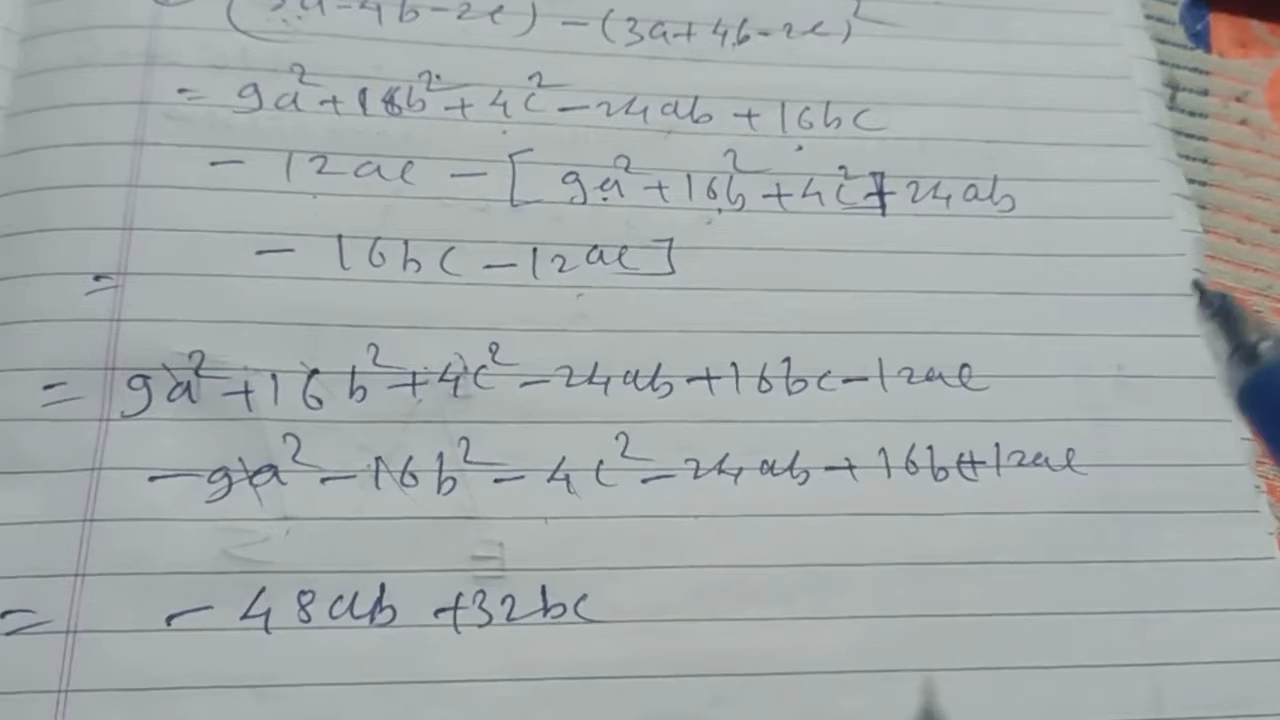 (3a-4b-2c) - (3a+4b-2c)²
= 9a² + 16b² + 4c² - 24ab + 16bc
- 12ac - [9a² + 16b² + 4c² + 24ab
- 16bc - 12ac]
=
= 9a² + 16b² + 4c² - 24ab + 16bc - 12ac
- 9a² - 16b² - 4c² - 24ab + 16bc + 12ac
= - 48ab + 32bc